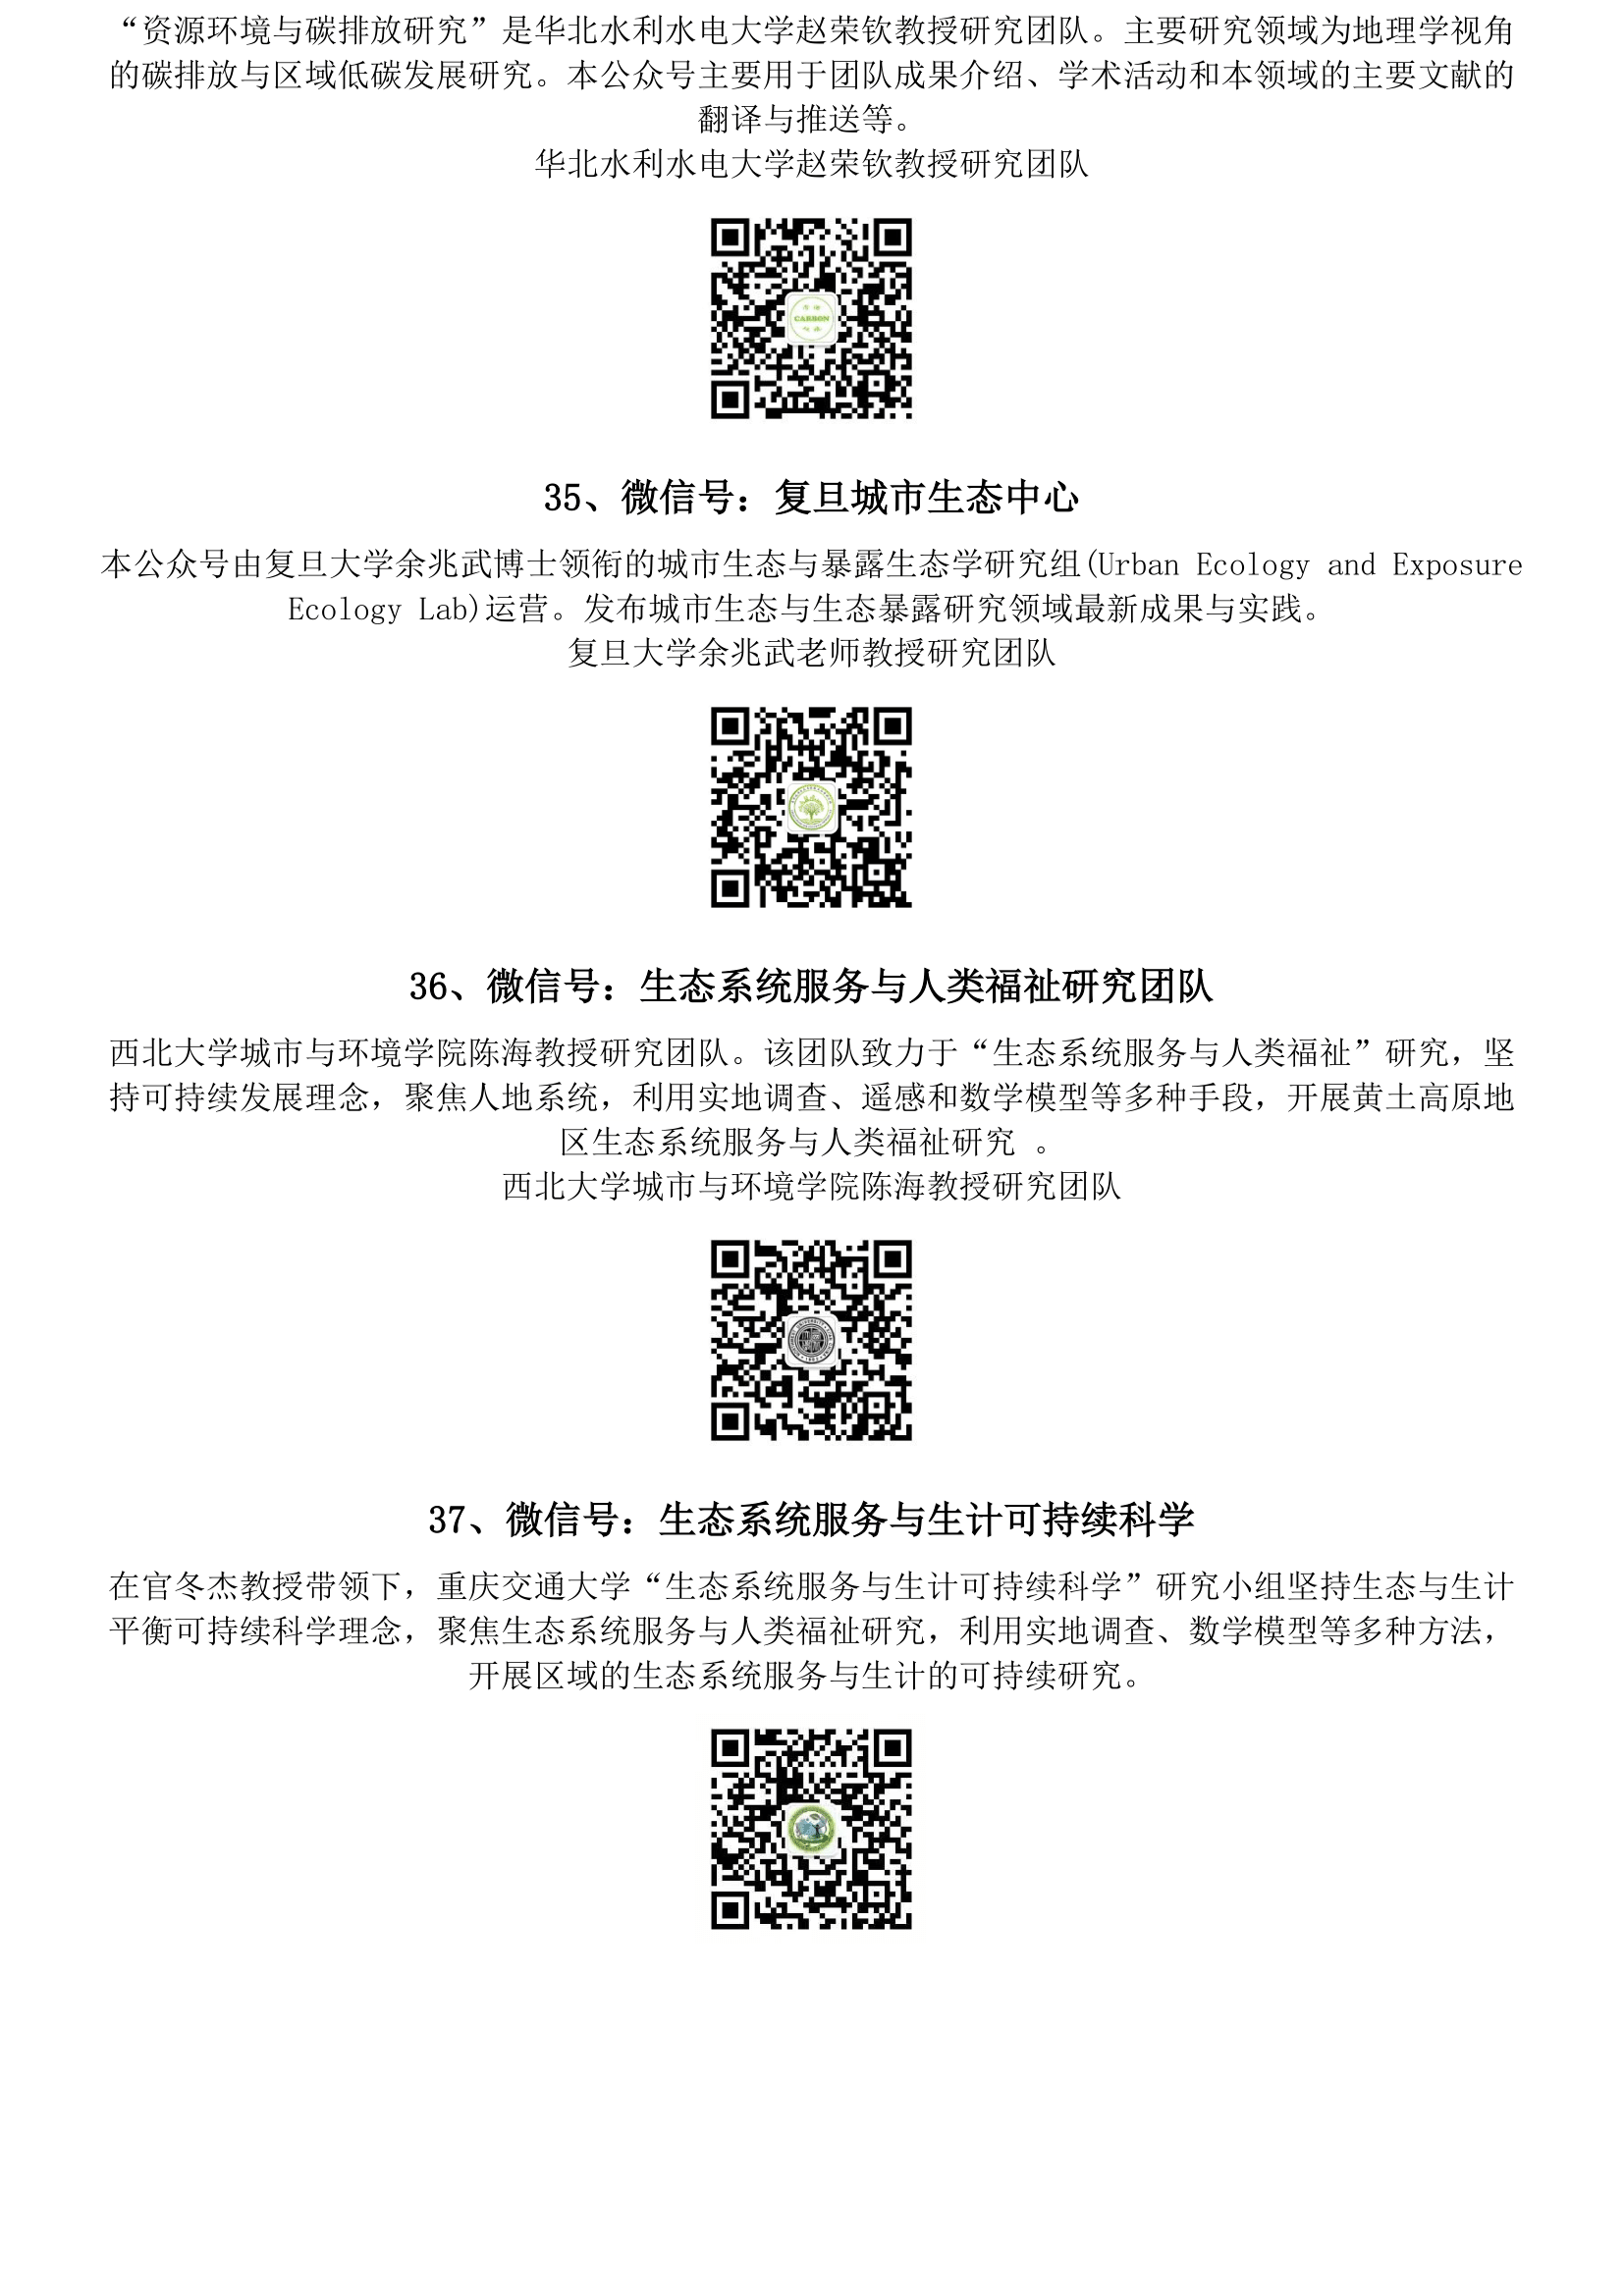 “资源环境与碳排放研究”是华北水利水电大学赵荣钦教授研究团队。主要研究领域为地理学视角
的碳排放与区域低碳发展研究。本公众号主要用于团队成果介绍、学术活动和本领域的主要文献的
翻译与推送等。
华北水利水电大学赵荣钦教授研究团队
CARBON
35、微信号：复旦城市生态中心
本公众号由复旦大学余兆武博士领衔的城市生态与暴露生态学研究组(Urban Ecology and Exposure
Ecology Lab)运营。发布城市生态与生态暴露研究领域最新成果与实践。
复旦大学余兆武老师教授研究团队
36、微信号：生态系统服务与人类福祉研究团队
西北大学城市与环境学院陈海教授研究团队。该团队致力于“生态系统服务与人类福祉”研究，坚
持可持续发展理念，聚焦人地系统，利用实地调查、遥感和数学模型等多种手段，开展黄土高原地
区生态系统服务与人类福祉研究 。
西北大学城市与环境学院陈海教授研究团队
37、微信号：生态系统服务与生计可持续科学
在官冬杰教授带领下，重庆交通大学“生态系统服务与生计可持续科学”研究小组坚持生态与生计
平衡可持续科学理念，聚焦生态系统服务与人类福祉研究，利用实地调查、数学模型等多种方法，
开展区域的生态系统服务与生计的可持续研究。